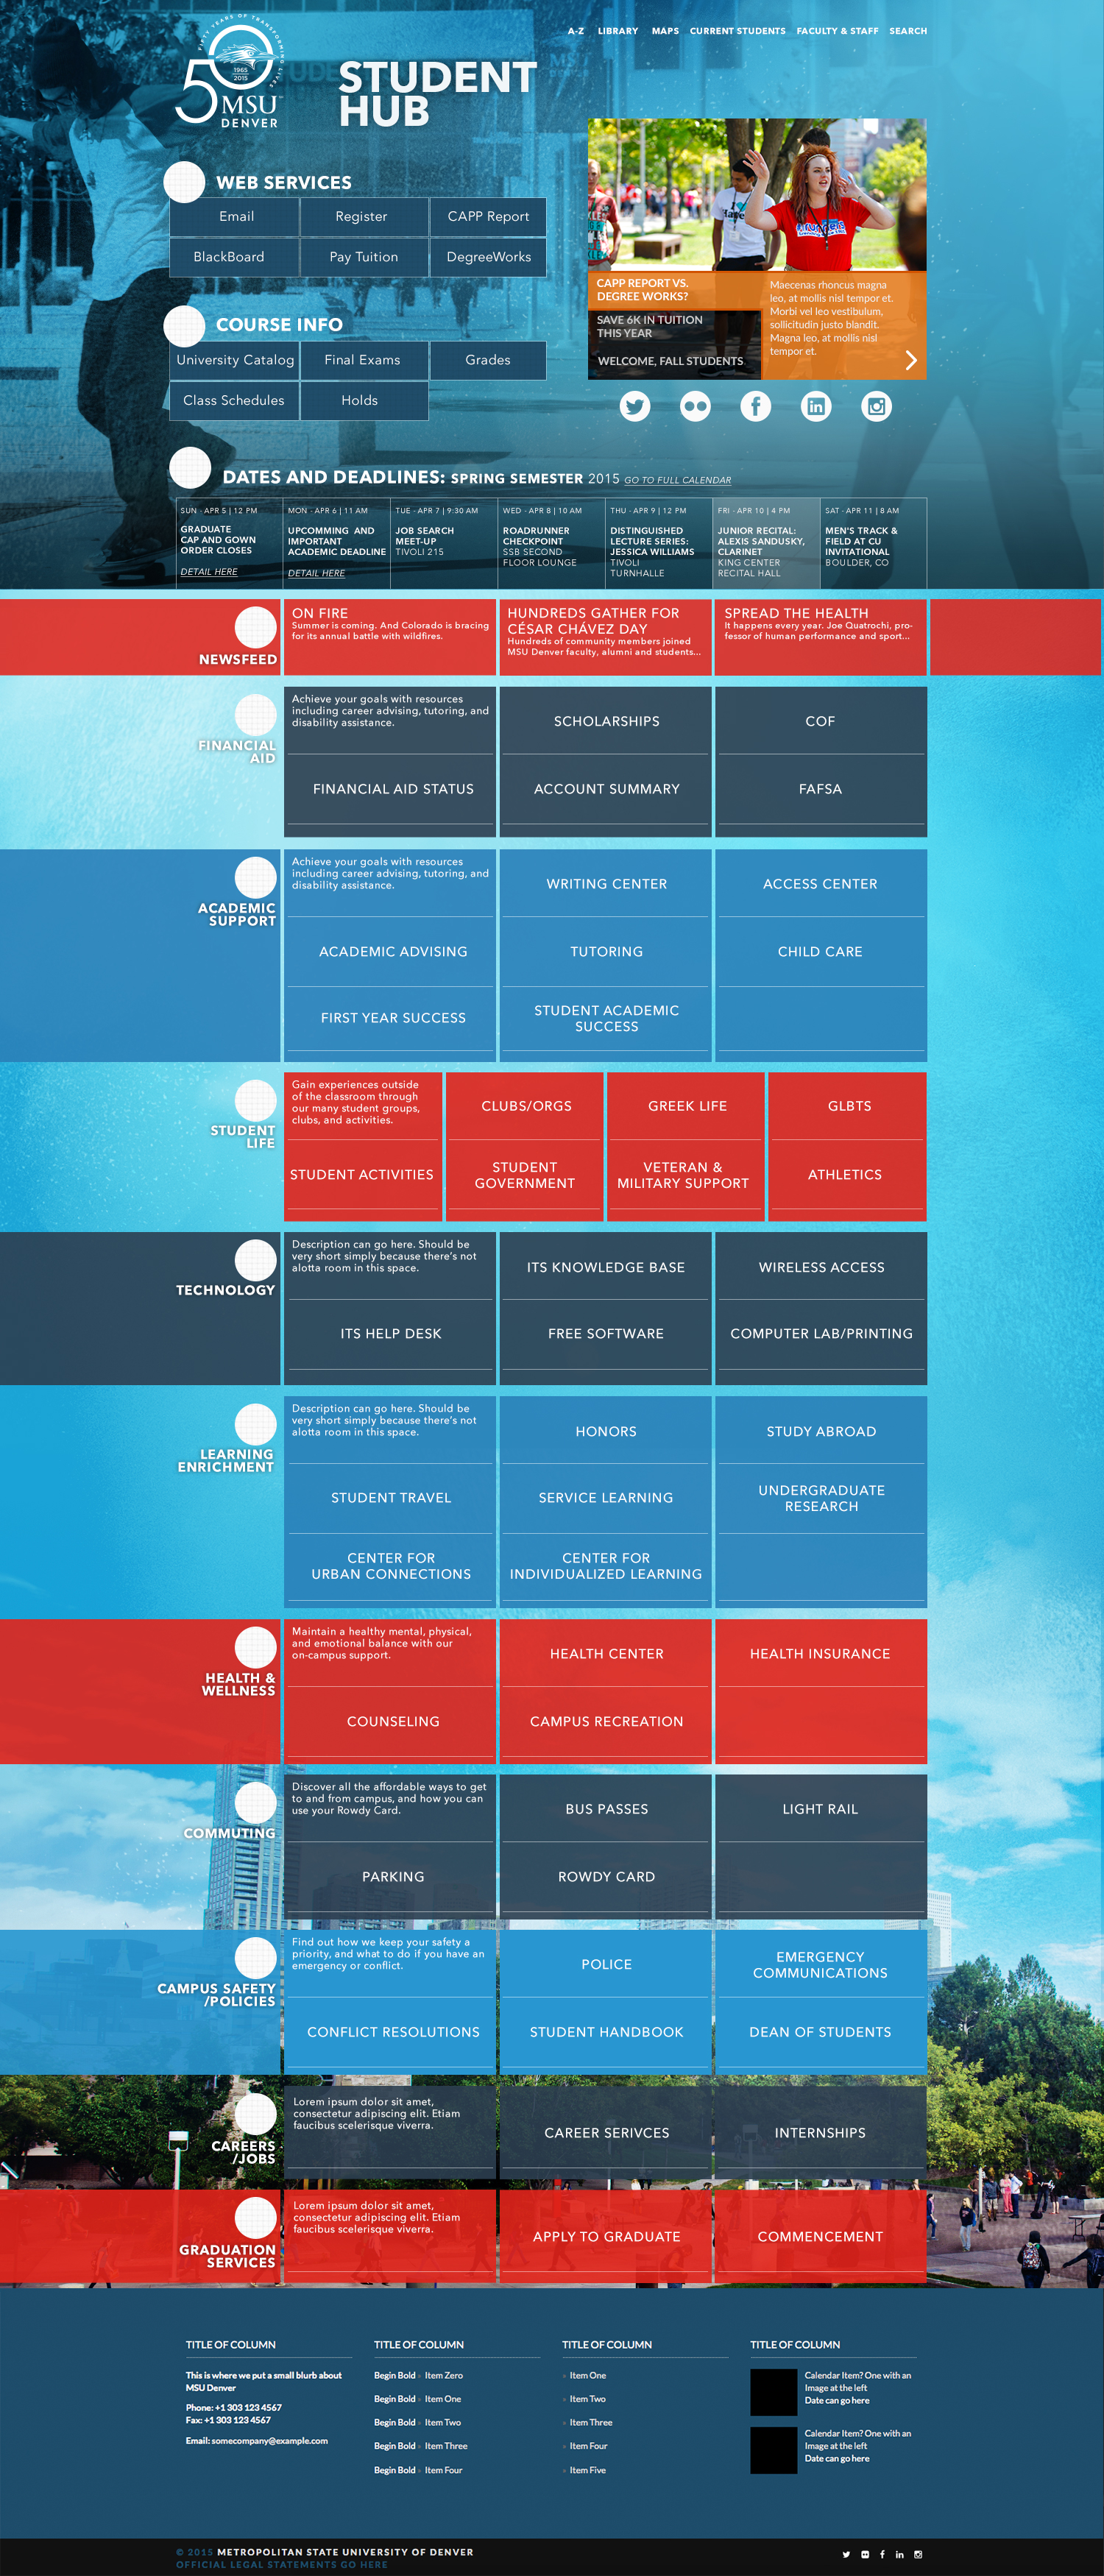 A-Z LIBRARY MAPS CURRENT STUDENTS FACULTY & STAFF SEARCH
FIFTY YEARS OF TRANSFORMING LIVES
1965
2015
50
MSU
DENVER
STUDENT
HUB
WEB SERVICES
Email Register CAPP Report
BlackBoard Pay Tuition DegreeWorks
COURSE INFO
University Catalog Final Exams Grades
Class Schedules Holds
CAPP REPORT VS.
DEGREE WORKS?
SAVE 6K IN TUITION
THIS YEAR
WELCOME, FALL STUDENTS
Maecenas rhoncus magna
leo, at mollis nisl tempor et.
Morbi vel leo vestibulum,
sollicitudin justo blandit.
Magna leo, at mollis nisl
tempor et.
DATES AND DEADLINES: SPRING SEMESTER 2015 GO TO FULL CALENDAR
SUN - APR 5 | 12 PM
GRADUATE
CAP AND GOWN
ORDER CLOSES
DETAIL HERE
MON - APR 6 | 11 AM
UPCOMMING AND
IMPORTANT
ACADEMIC DEADLINE
DETAIL HERE
TUE - APR 7 | 9:30 AM
JOB SEARCH
MEET-UP
TIVOLI 215
WED - APR 8 | 10 AM
ROADRUNNER
CHECKPOINT
SSB SECOND
FLOOR LOUNGE
THU - APR 9 | 12 PM
DISTINGUISHED
LECTURE SERIES:
JESSICA WILLIAMS
TIVOLI
TURNHALLE
FRI - APR 10 | 4 PM
JUNIOR RECITAL:
ALEXIS SANDUSKY,
CLARINET
KING CENTER
RECITAL HALL
SAT - APR 11 | 8 AM
MEN'S TRACK &
FIELD AT CU
INVITATIONAL
BOULDER, CO
NEWSFEED
ON FIRE
Summer is coming. And Colorado is bracing
for its annual battle with wildfires.
HUNDREDS GATHER FOR
CÉSAR CHÁVEZ DAY
Hundreds of community members joined
MSU Denver faculty, alumni and students...
SPREAD THE HEALTH
It happens every year. Joe Quatrochi, pro-
fessor of human performance and sport...
FINANCIAL
AID
Achieve your goals with resources
including career advising, tutoring, and
disability assistance.
SCHOLARSHIPS COF
FINANCIAL AID STATUS ACCOUNT SUMMARY FAFSA
ACADEMIC
SUPPORT
Achieve your goals with resources
including career advising, tutoring, and
disability assistance.
WRITING CENTER ACCESS CENTER
ACADEMIC ADVISING TUTORING CHILD CARE
FIRST YEAR SUCCESS
STUDENT ACADEMIC
SUCCESS
STUDENT
LIFE
Gain experiences outside
of the classroom through
our many student groups,
clubs, and activities.
CLUBS/ORGS GREEK LIFE GLBTS
STUDENT ACTIVITIES
STUDENT
GOVERNMENT
VETERAN &
MILITARY SUPPORT
ATHLETICS
TECHNOLOGY
Description can go here. Should be
very short simply because there's not
alotta room in this space.
ITS KNOWLEDGE BASE WIRELESS ACCESS
ITS HELP DESK FREE SOFTWARE COMPUTER LAB/PRINTING
LEARNING
ENRICHMENT
Description can go here. Should be
very short simply because there's not
alotta room in this space.
HONORS STUDY ABROAD
STUDENT TRAVEL SERVICE LEARNING
UNDERGRADUATE
RESEARCH
CENTER FOR
URBAN CONNECTIONS
CENTER FOR
INDIVIDUALIZED LEARNING
HEALTH &
WELLNESS
Maintain a healthy mental, physical,
and emotional balance with our
on-campus support.
HEALTH CENTER HEALTH INSURANCE
COUNSELING CAMPUS RECREATION
COMMUTING
Discover all the affordable ways to get
to and from campus, and how you can
use your Rowdy Card.
BUS PASSES LIGHT RAIL
PARKING ROWDY CARD
CAMPUS SAFETY
/POLICIES
Find out how we keep your safety a
priority, and what to do if you have an
emergency or conflict.
POLICE
EMERGENCY
COMMUNICATIONS
CONFLICT RESOLUTIONS STUDENT HANDBOOK DEAN OF STUDENTS
CAREERS
/JOBS
Lorem ipsum dolor sit amet,
consectetur adipiscing elit. Etiam
faucibus scelerisque viverra.
CAREER SERIVCES INTERNSHIPS
GRADUATION
SERVICES
Lorem ipsum dolor sit amet,
consectetur adipiscing elit. Etiam
faucibus scelerisque viverra.
APPLY TO GRADUATE COMMENCEMENT
TITLE OF COLUMN
This is where we put a small blurb about
MSU Denver
Phone: +1 303 123 4567
Fax: +1 303 123 4567
Email: somecompany@example.com
TITLE OF COLUMN
Begin Bold » Item Zero
Begin Bold » Item One
Begin Bold » Item Two
Begin Bold » Item Three
Begin Bold » Item Four
TITLE OF COLUMN
» Item One
» Item Two
» Item Three
» Item Four
» Item Five
TITLE OF COLUMN
Calendar Item? One with an
Image at the left
Date can go here
Calendar Item? One with an
Image at the left
Date can go here
© 2015 METROPOLITAN STATE UNIVERSITY OF DENVER
OFFICIAL LEGAL STATEMENTS GO HERE